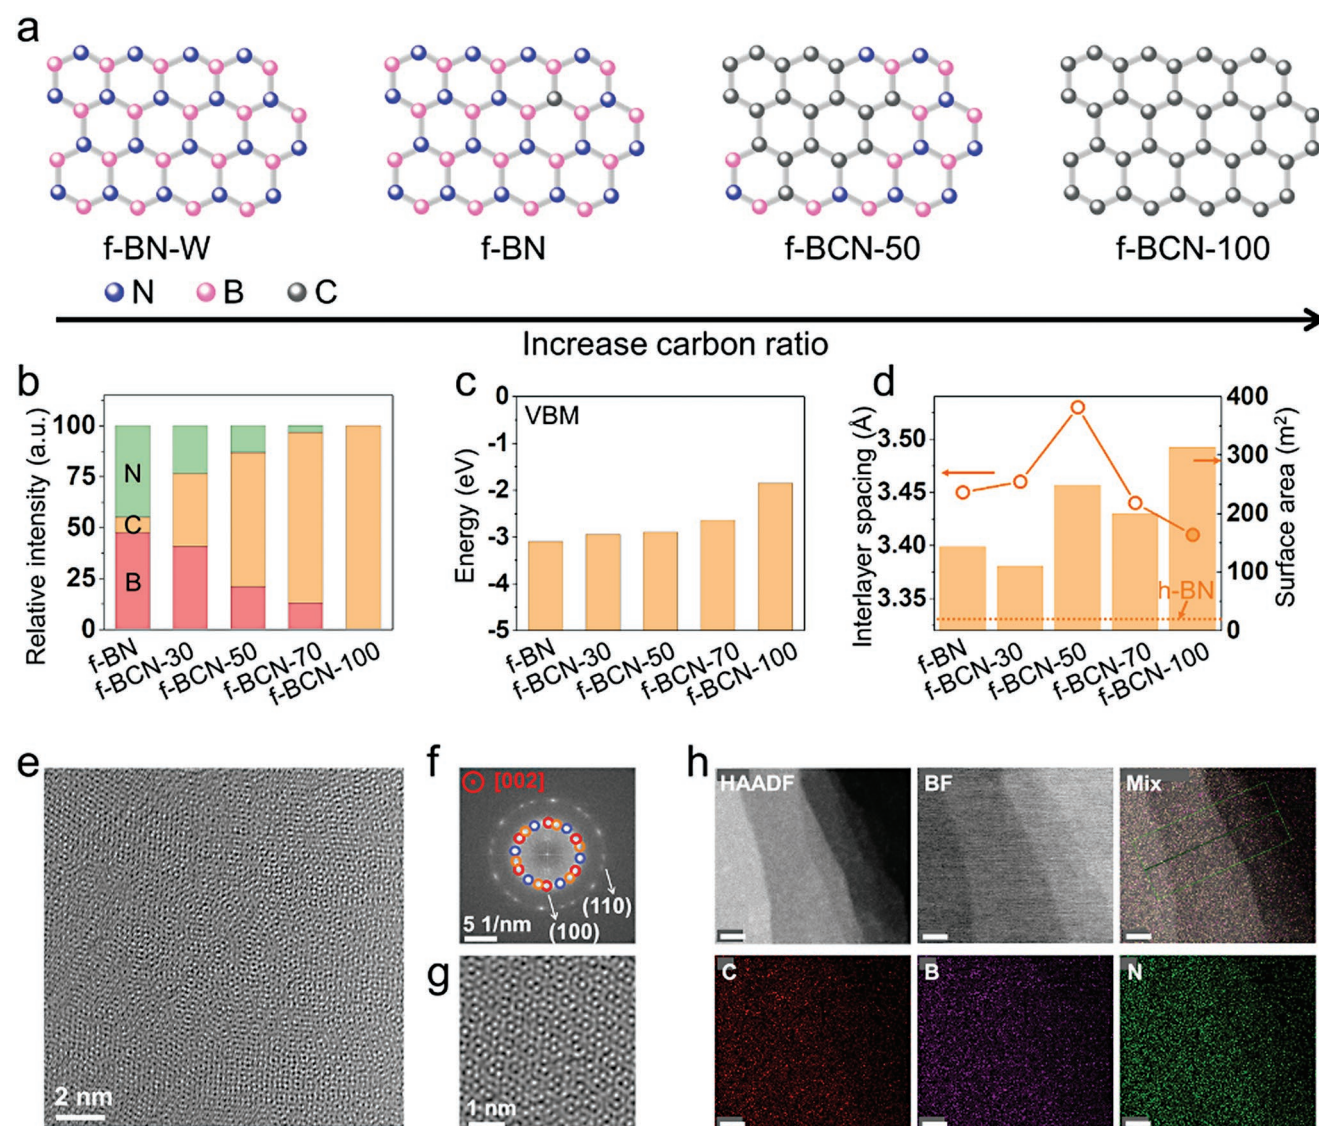 a
f-BN-W
f-BN
f-BCN-50
f-BCN-100
N
B
C
Increase carbon ratio
b
Relative intensity (a.u.)
100
75
50
25
0
N
C
B
f-BN
f-BCN-30
f-BCN-50
f-BCN-70
f-BCN-100
c
Energy (eV)
0
-1
-2
-3
-4
-5
VBM
f-BN
f-BCN-30
f-BCN-50
f-BCN-70
f-BCN-100
d
Interlayer spacing (Å)
3.50
3.45
3.40
3.35
400
300
200
100
0
Surface area (m²)
h-BN
f-BN
f-BCN-30
f-BCN-50
f-BCN-70
f-BCN-100
e
2 nm
f
[002]
(110)
(100)
5 1/nm
g
1 nm
h
HAADF
BF
Mix
C
B
N